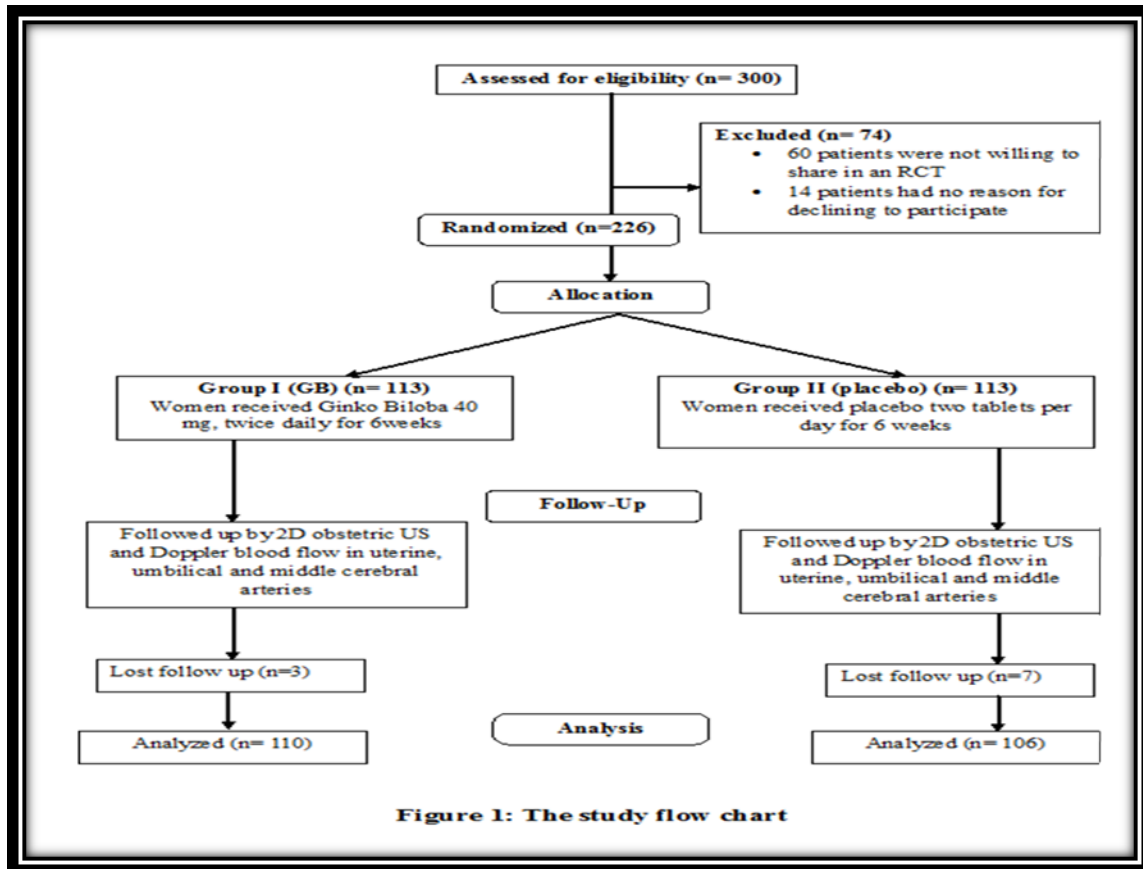 Assessed for eligibility (n= 300)
Excluded (n= 74)
• 60 patients were not willing to
share in an RCT
• 14 patients had no reason for
declining to participate
Randomized (n=226)
Allocation
Group I (GB) (n= 113)
Women received Ginko Biloba 40
mg, twice daily for 6weeks
Group II (placebo) (n= 113)
Women received placebo two tablets per
day for 6 weeks
Follow-Up
Followed up by 2D obstetric US
and Doppler blood flow in uterine,
umbilical and middle cerebral
arteries
Followed up by 2D obstetric US
and Doppler blood flow in
uterine, umbilical and middle
cerebral arteries
Lost follow up (n=3)
Lost follow up (n=7)
Analysis
Analyzed (n= 110)
Analyzed (n= 106)
Figure 1: The study flow chart